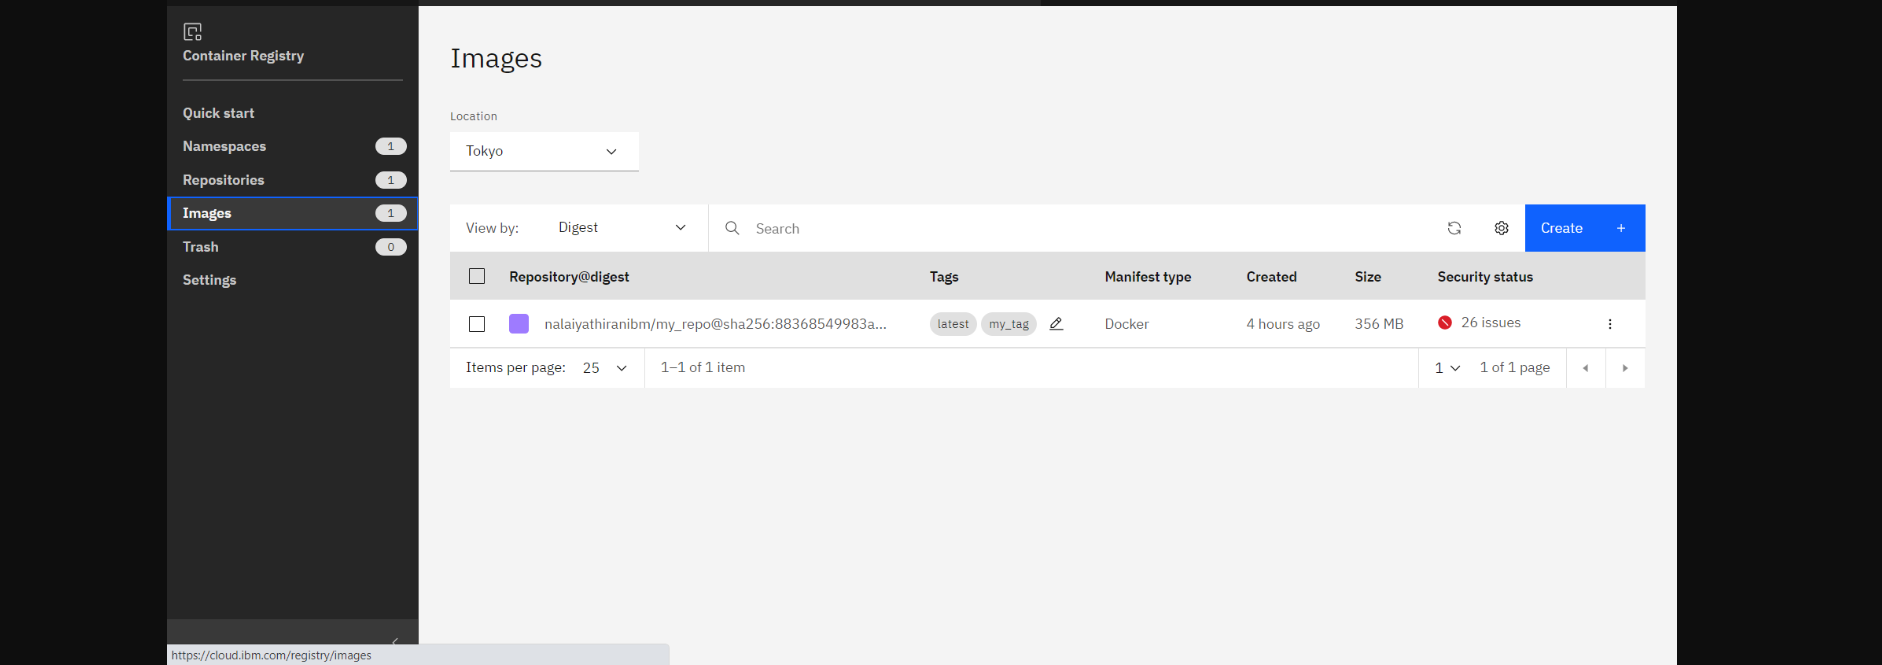 Container Registry
Quick start
Namespaces 1
Repositories 1
Images 1
Trash 0
Settings
Images
Location
Tokyo
View by: Digest Search Create +
Repository@digest Tags Manifest type Created Size Security status
nalaiyathiranibm/my_repo@sha256:88368549983a... latest my_tag Docker 4 hours ago 356 MB 26 issues
Items per page: 25 1–1 of 1 item 1 1 of 1 page
https://cloud.ibm.com/registry/images